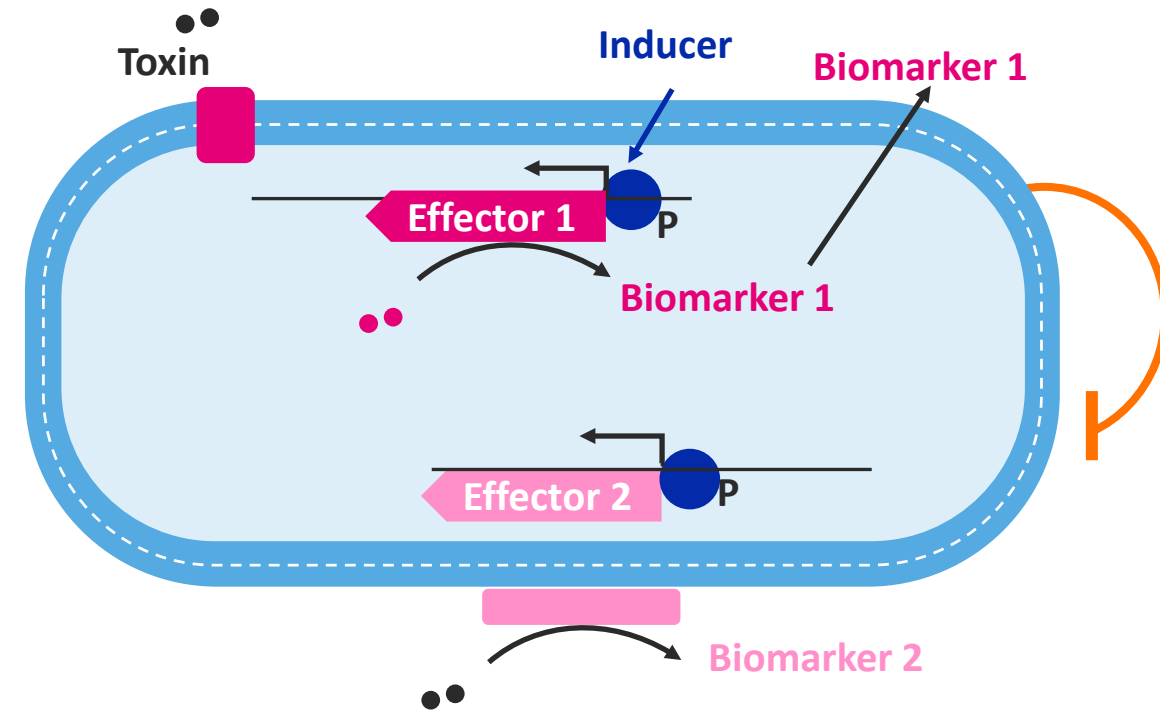 Toxin
Inducer
Biomarker 1
Effector 1
P
Biomarker 1
Effector 2
P
Biomarker 2